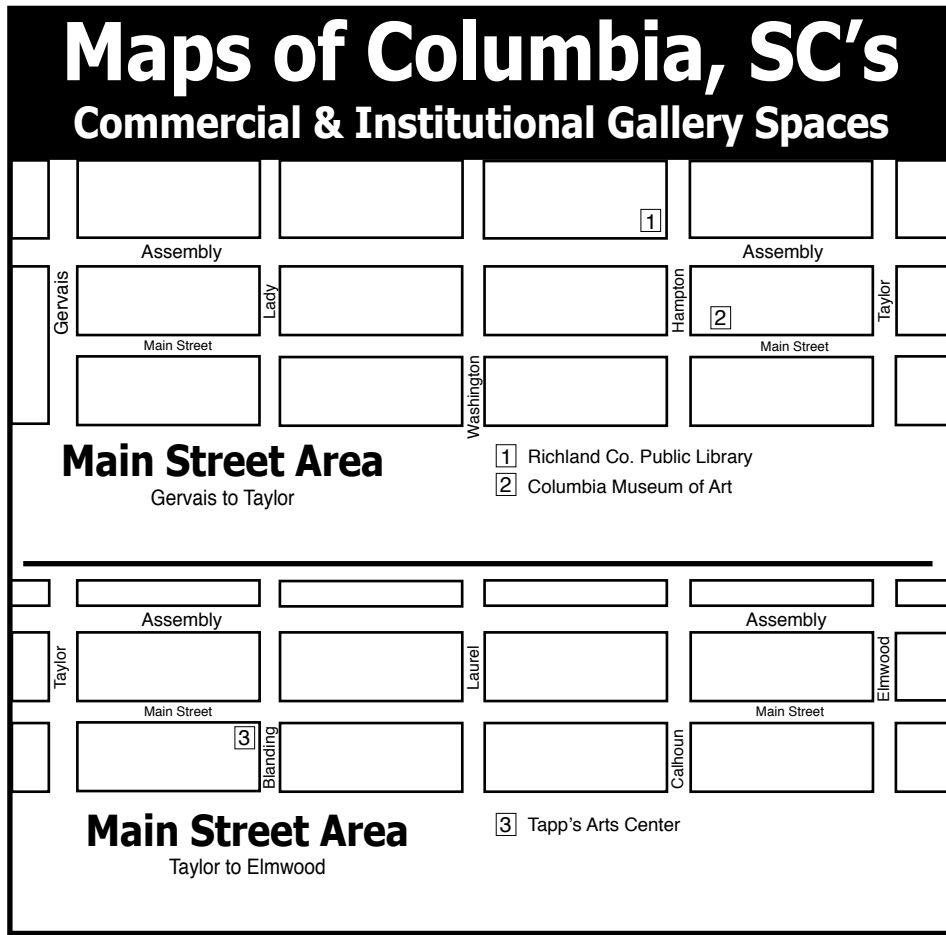 Maps of Columbia, SC's
Commercial & Institutional Gallery Spaces
1
Assembly
Assembly
Gervais
Lady
Hampton
2
Taylor
Main Street
Main Street
Washington
Main Street Area
Gervais to Taylor
1 Richland Co. Public Library
2 Columbia Museum of Art
Assembly
Assembly
Taylor
Laurel
Elmwood
Main Street
Main Street
3
Blanding
Calhoun
Main Street Area
Taylor to Elmwood
3 Tapp's Arts Center